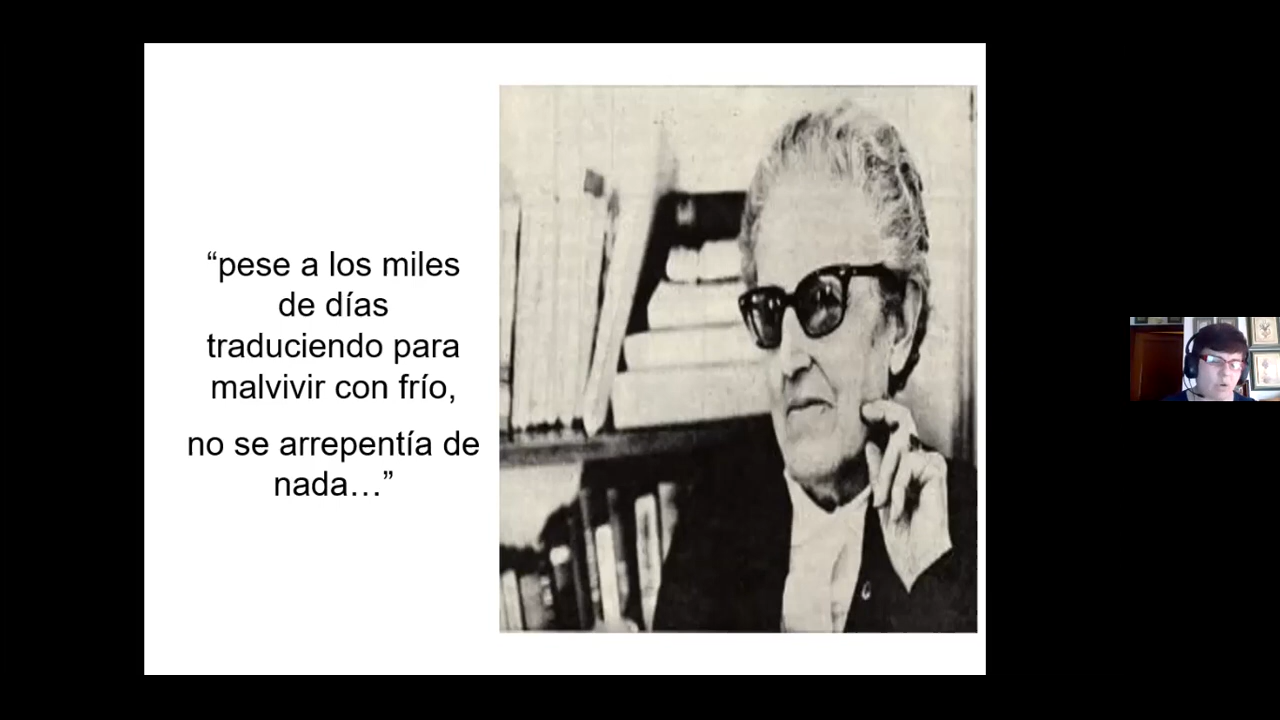 “pese a los miles
de días
traduciendo para
malvivir con frío,
no se arrepentía de
nada…”